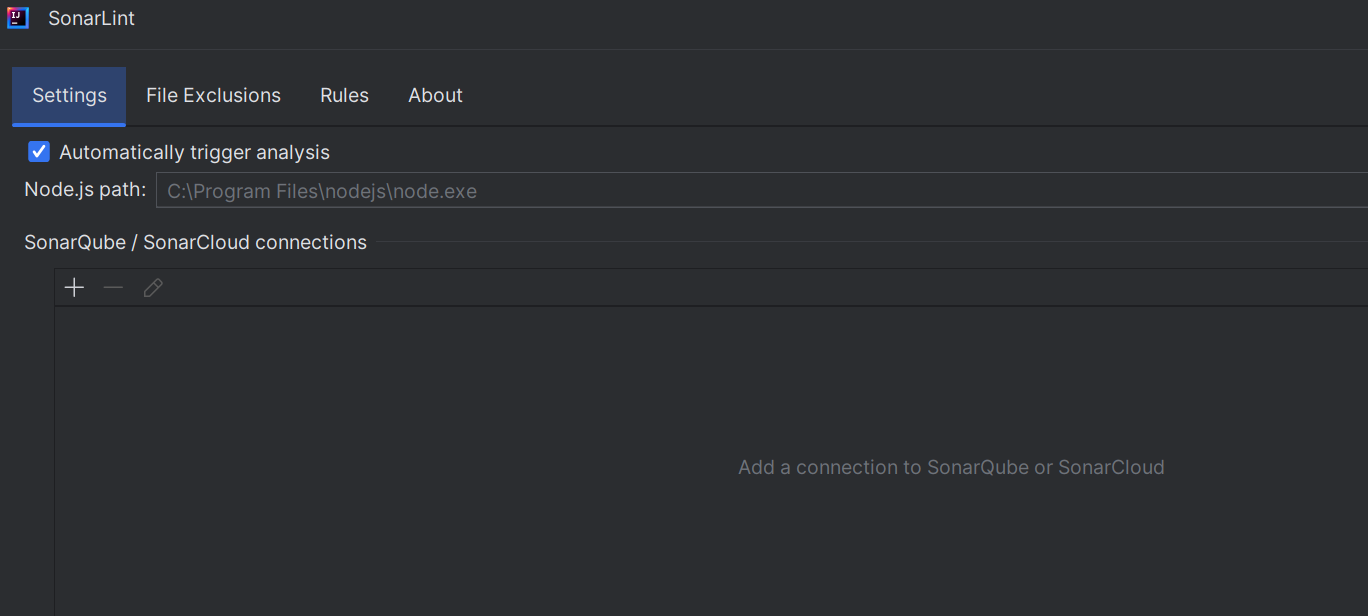 IJ
SonarLint
Settings File Exclusions Rules About
Automatically trigger analysis
Node.js path: C:\Program Files\nodejs\node.exe
SonarQube / SonarCloud connections
Add a connection to SonarQube or SonarCloud